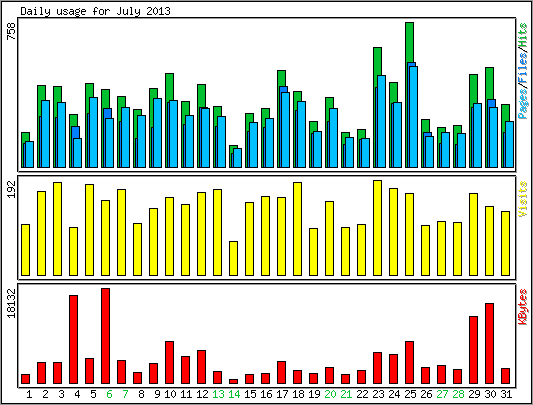 Daily usage for July 2013
758
Pages/Files/Hits
192
Visits
18132
KBytes
1 2 3 4 5 6 7 8 9 10 11 12 13 14 15 16 17 18 19 20 21 22 23 24 25 26 27 28 29 30 31